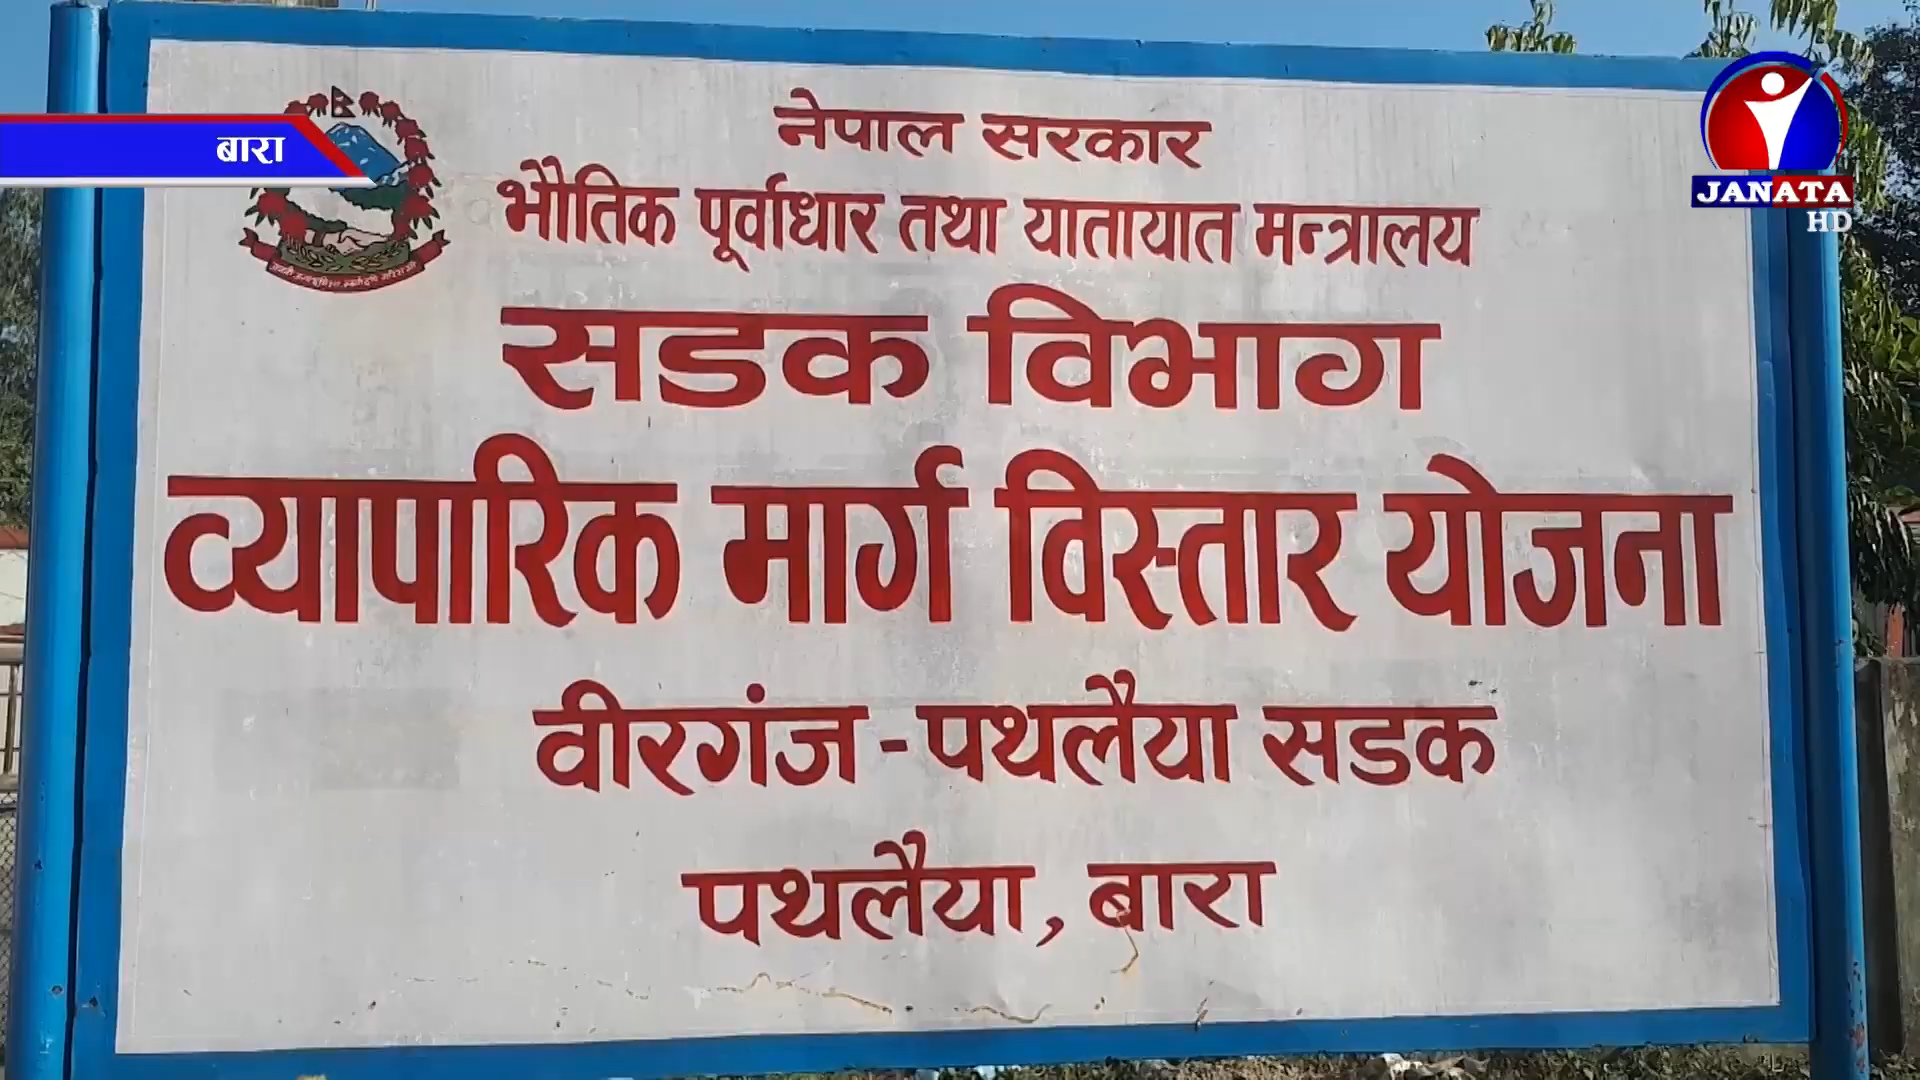 नेपाल सरकार
भौतिक पूर्वाधार तथा यातायात मन्त्रालय
सडक विभाग
व्यापारिक मार्ग विस्तार योजना
वीरगंज-पथलैया सडक
पथलैया, बारा
बारा
JANATA
HD